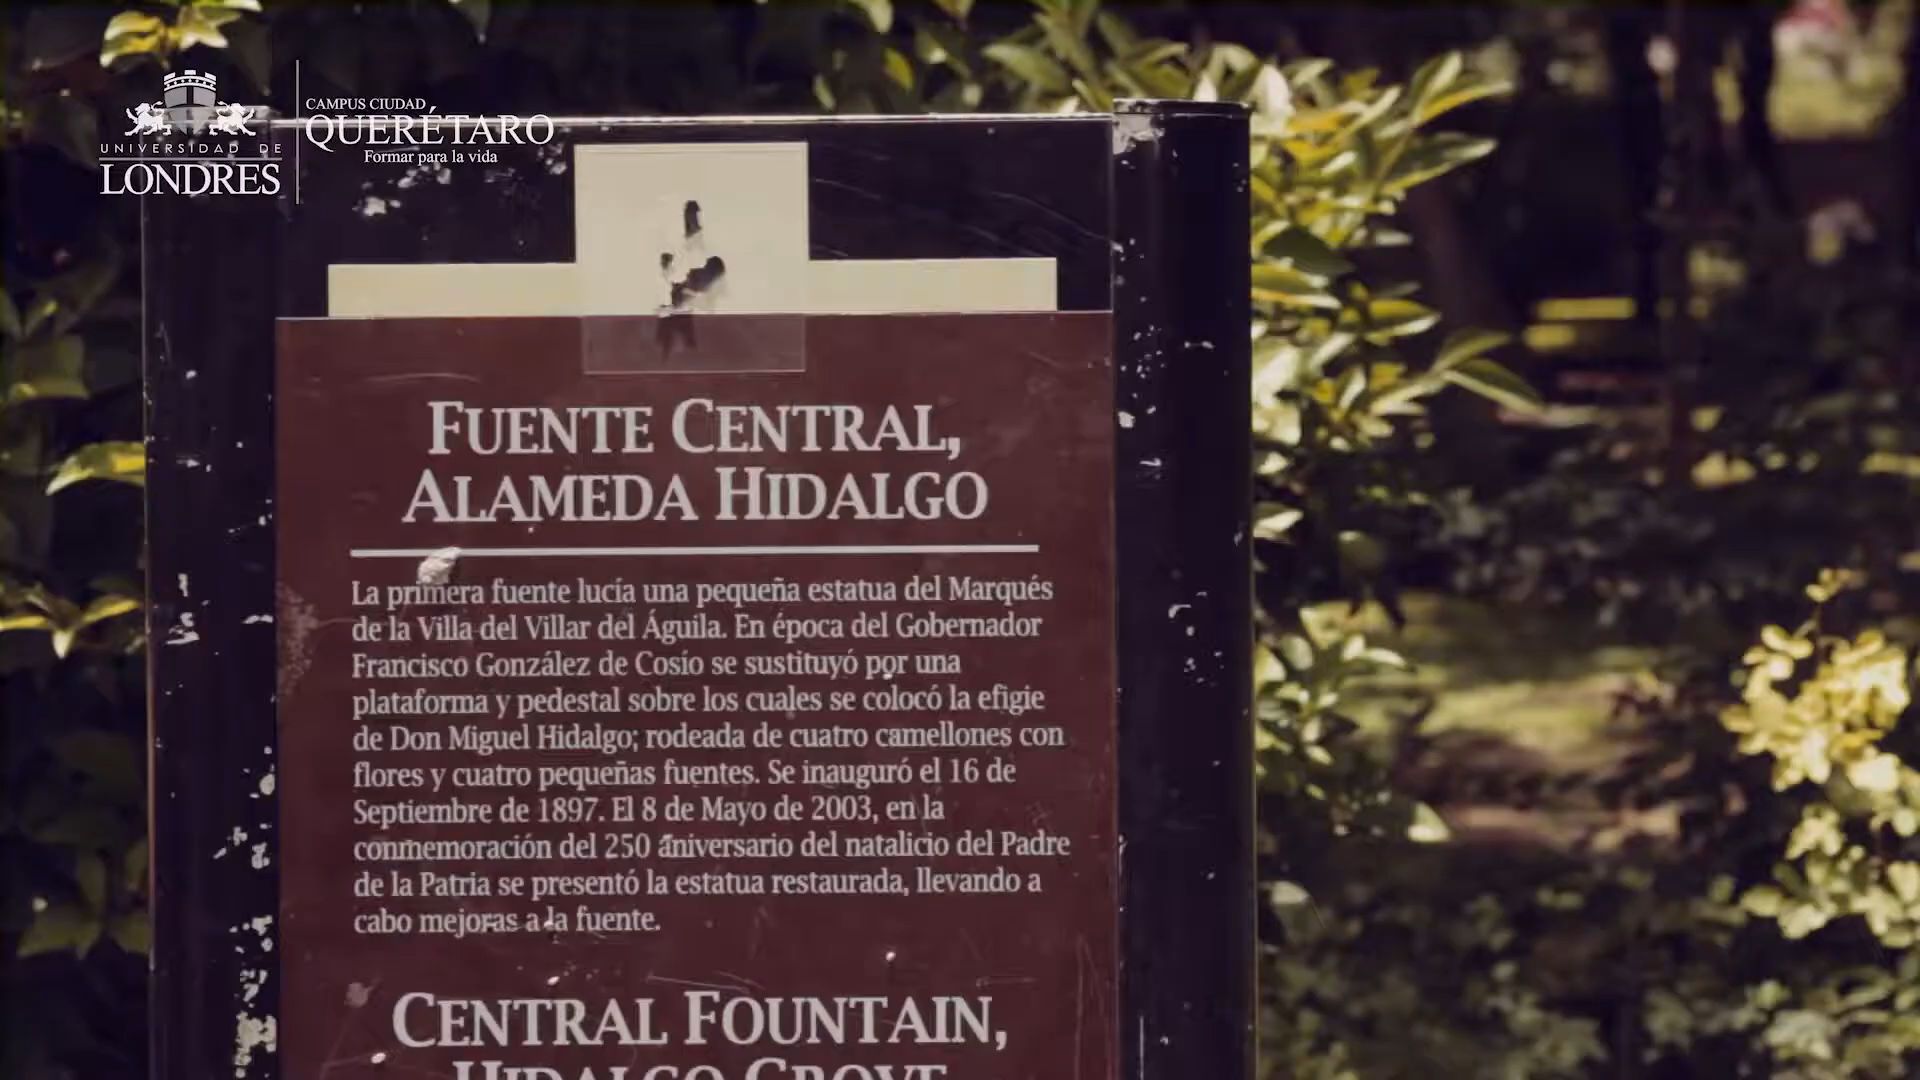 UNIVERSIDAD DE
LONDRES
CAMPUS CIUDAD
QUERÉTARO
Formar para la vida
FUENTE CENTRAL,
ALAMEDA HIDALGO
La primera fuente lucía una pequeña estatua del Marqués
de la Villa del Villar del Águila. En época del Gobernador
Francisco González de Cosío se sustituyó por una
plataforma y pedestal sobre los cuales se colocó la efigie
de Don Miguel Hidalgo; rodeada de cuatro camellones con
flores y cuatro pequeñas fuentes. Se inauguró el 16 de
Septiembre de 1897. El 8 de Mayo de 2003, en la
conmemoración del 250 aniversario del natalicio del Padre
de la Patria se presentó la estatua restaurada, llevando a
cabo mejoras a la fuente.
CENTRAL FOUNTAIN,
HIDALGO GROVE